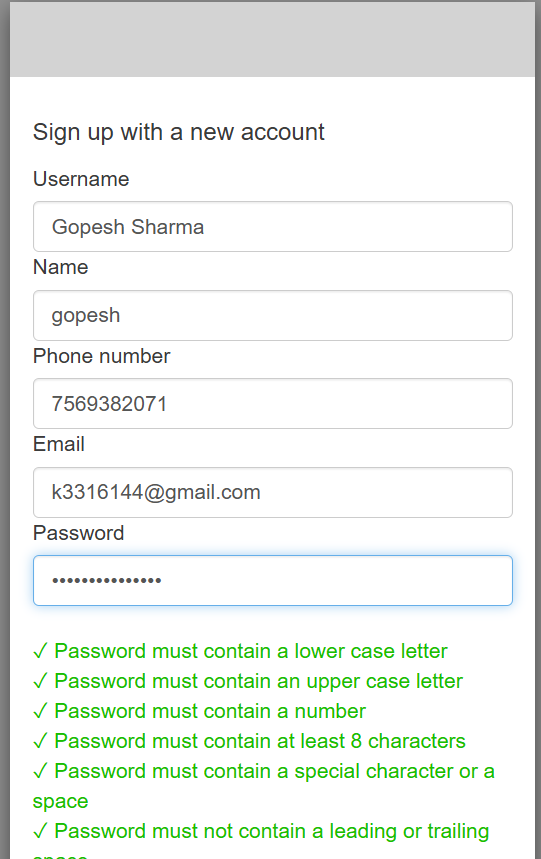 Sign up with a new account
Username
Gopesh Sharma
Name
gopesh
Phone number
7569382071
Email
k3316144@gmail.com
Password
•••••••••••••••
✓ Password must contain a lower case letter
✓ Password must contain an upper case letter
✓ Password must contain a number
✓ Password must contain at least 8 characters
✓ Password must contain a special character or a
space
✓ Password must not contain a leading or trailing
space